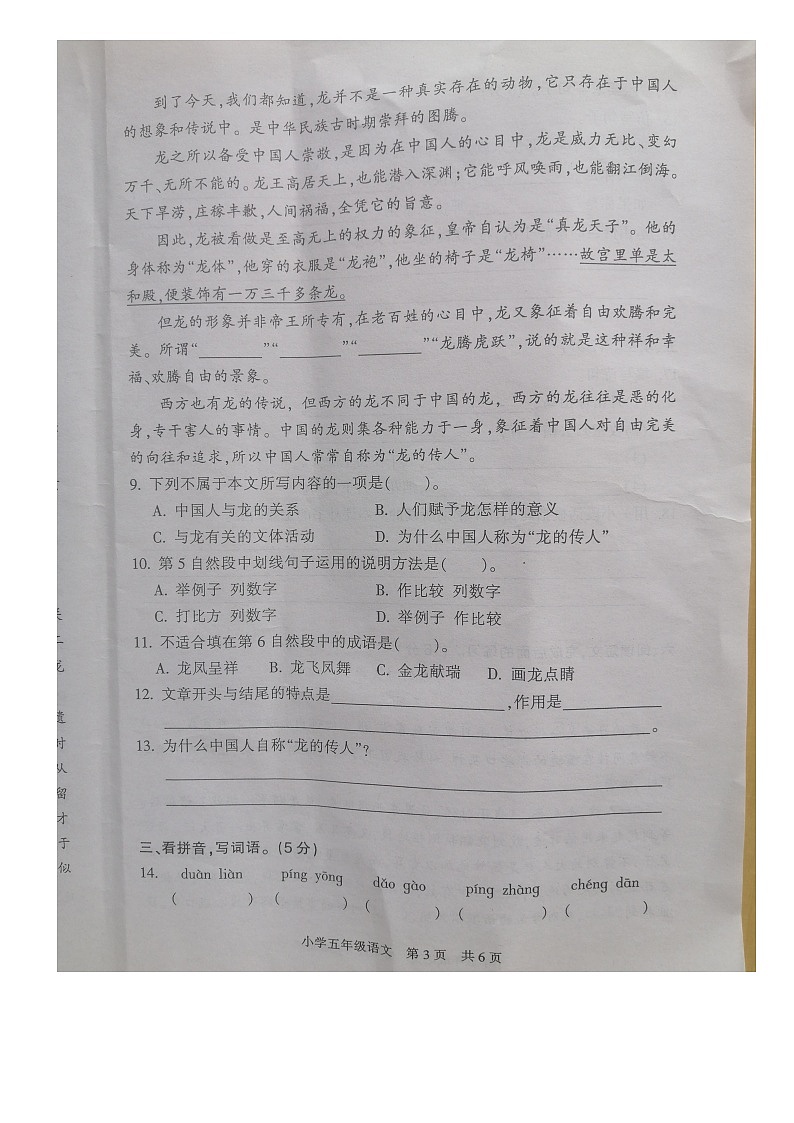 到了今天,我们都知道,龙并不是一种真实存在的动物,它只存在于中国人
的想象和传说中。是中华民族古时期崇拜的图腾。
龙之所以备受中国人崇敬,是因为在中国人的心目中,龙是威力无比、变幻
万千、无所不能的。龙王高居天上,也能潜入深渊;它能呼风唤雨,也能翻江倒海。
天下旱涝,庄稼丰歉,人间祸福,全凭它的旨意。
因此,龙被看做是至高无上的权力的象征,皇帝自认为是“真龙天子”。他的
身体称为“龙体”,他穿的衣服是“龙袍”,他坐的椅子是“龙椅”……故宫里单是太
和殿,便装饰有一万三千多条龙。
但龙的形象并非帝王所专有,在老百姓的心目中,龙又象征着自由欢腾和完
美。所谓“________”“________”“________”“龙腾虎跃”,说的就是这种祥和幸
福、欢腾自由的景象。
西方也有龙的传说,但西方的龙不同于中国的龙,西方的龙往往是恶的化
身,专干害人的事情。中国的龙则集各种能力于一身,象征着中国人对自由完美
的向往和追求,所以中国人常常自称为“龙的传人”。
9. 下列不属于本文所写内容的一项是(  )。
A. 中国人与龙的关系 B. 人们赋予龙怎样的意义
C. 与龙有关的文体活动 D. 为什么中国人称为“龙的传人”
10. 第5自然段中划线句子运用的说明方法是(  )。
A. 举例子 列数字 B. 作比较 列数字
C. 打比方 列数字 D. 举例子 作比较
11. 不适合填在第6自然段中的成语是(  )。
A. 龙凤呈祥 B. 龙飞凤舞 C. 金龙献瑞 D. 画龙点睛
12. 文章开头与结尾的特点是____________________,作用是____________
____________________________________________________________。
13. 为什么中国人自称“龙的传人”?
三、看拼音,写词语。(5分)
14. duàn liàn píng yōng dǎo gào píng zhàng chéng dān
(  ) (  ) (  ) (  ) (  )
小学五年级语文 第3页 共6页
关
二
龙
遣
时
从
留
才
于
似